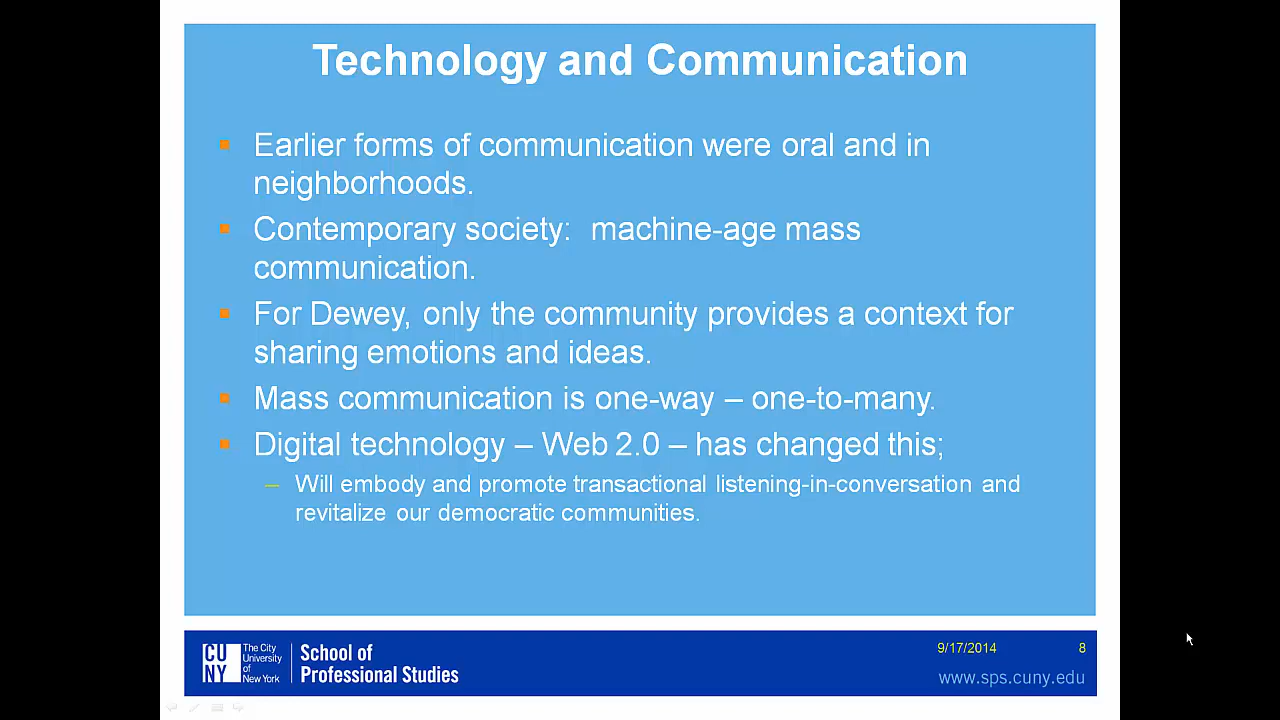 Technology and Communication
Earlier forms of communication were oral and in
neighborhoods.
Contemporary society:  machine-age mass
communication.
For Dewey, only the community provides a context for
sharing emotions and ideas.
Mass communication is one-way – one-to-many.
Digital technology – Web 2.0 – has changed this;
– Will embody and promote transactional listening-in-conversation and
revitalize our democratic communities.
CU
NY
The City
University
of
New York
School of
Professional Studies
9/17/2014
8
www.sps.cuny.edu